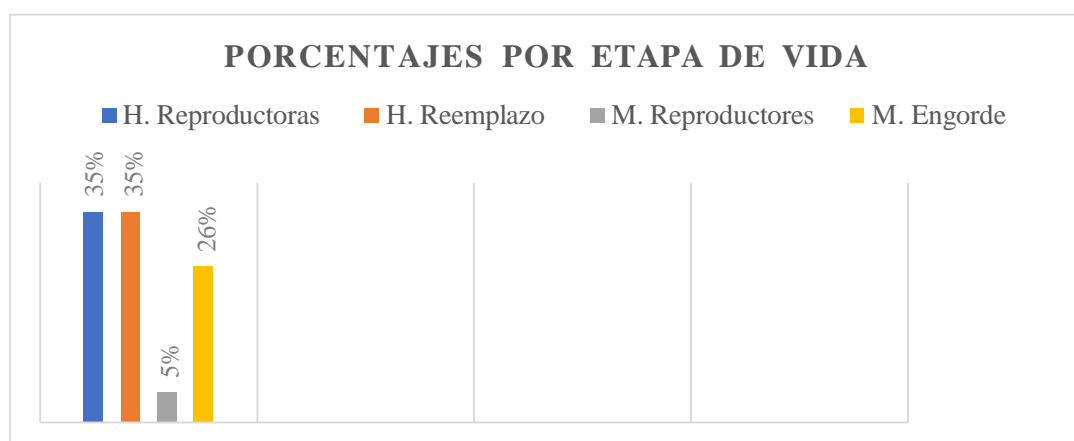 PORCENTAJES POR ETAPA DE VIDA
H. Reproductoras H. Reemplazo M. Reproductores M. Engorde
35%
35%
5%
26%